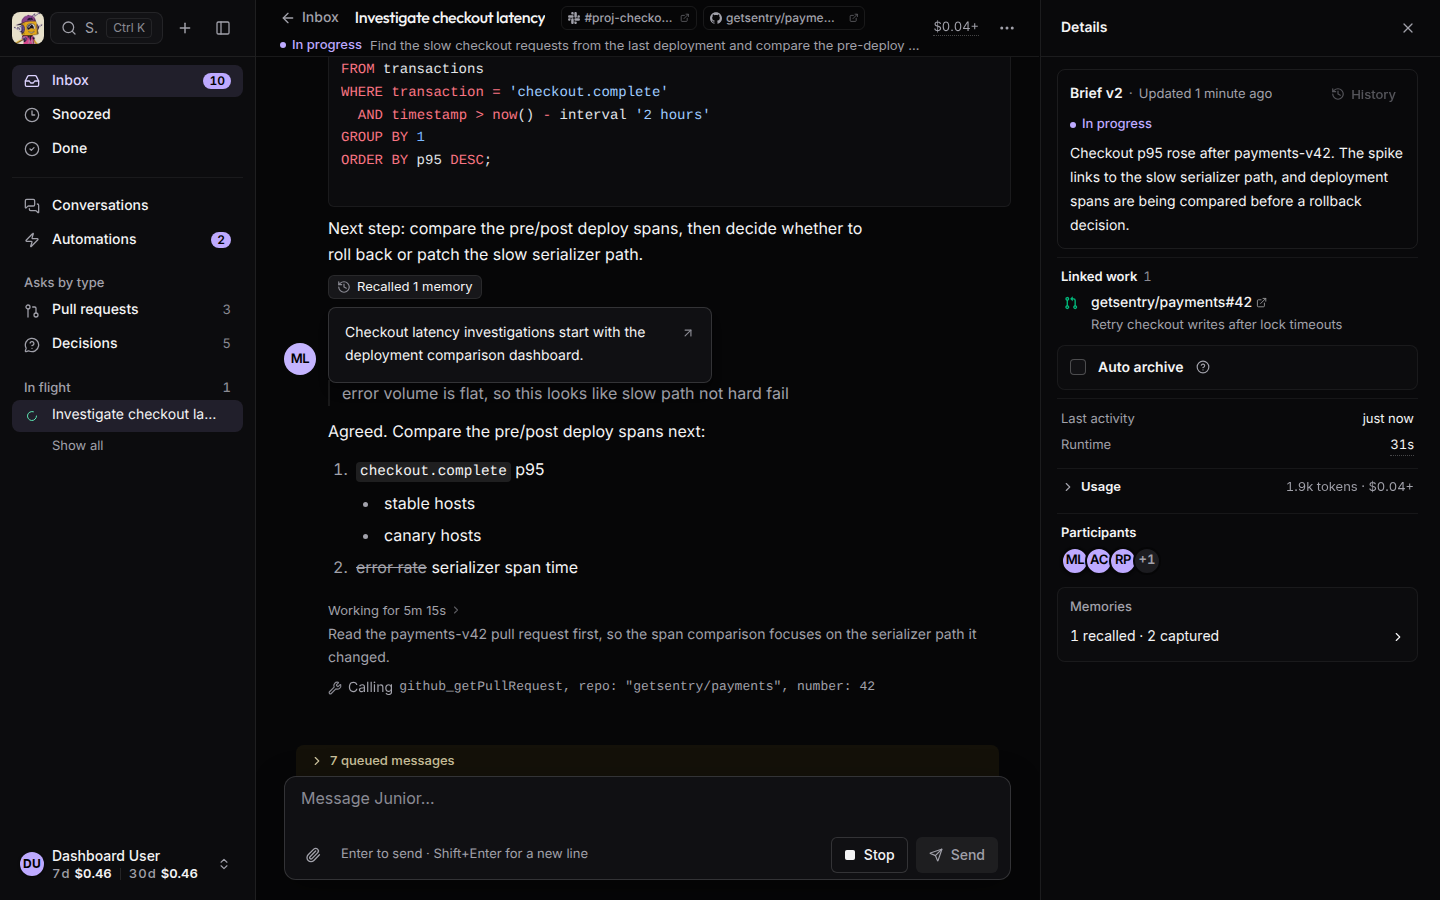 S.
Ctrl K
Inbox
10
Snoozed
Done
Conversations
Automations
2
Asks by type
Pull requests
3
Decisions
5
In flight
1
Investigate checkout la...
Show all
DU
Dashboard User
7d $0.46 30d $0.46
Inbox
Investigate checkout latency
#proj-checko...
getsentry/payme...
In progress
Find the slow checkout requests from the last deployment and compare the pre-deploy ...
$0.04+
FROM transactions
WHERE transaction = 'checkout.complete'
AND timestamp > now() - interval '2 hours'
GROUP BY 1
ORDER BY p95 DESC;
Next step: compare the pre/post deploy spans, then decide whether to
roll back or patch the slow serializer path.
Recalled 1 memory
Checkout latency investigations start with the
deployment comparison dashboard.
ML
error volume is flat, so this looks like slow path not hard fail
Agreed. Compare the pre/post deploy spans next:
1. checkout.complete p95
• stable hosts
• canary hosts
2. error rate serializer span time
Working for 5m 15s
Read the payments-v42 pull request first, so the span comparison focuses on the serializer path it
changed.
Calling github_getPullRequest, repo: "getsentry/payments", number: 42
7 queued messages
Message Junior...
Enter to send · Shift+Enter for a new line
Stop
Send
Details
Brief v2 · Updated 1 minute ago
History
In progress
Checkout p95 rose after payments-v42. The spike
links to the slow serializer path, and deployment
spans are being compared before a rollback
decision.
Linked work 1
getsentry/payments#42
Retry checkout writes after lock timeouts
Auto archive
Last activity
just now
Runtime
31s
Usage
1.9k tokens · $0.04+
Participants
ML AC RP +1
Memories
1 recalled · 2 captured